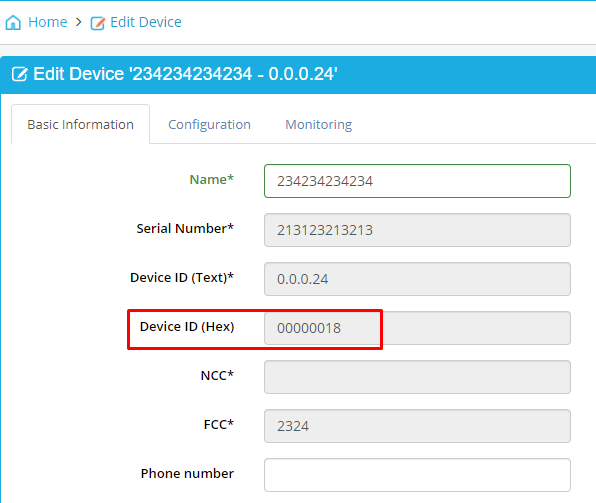 Home > Edit Device
Edit Device '234234234234 - 0.0.0.24'
Basic Information Configuration Monitoring
Name* 234234234234
Serial Number* 213123213213
Device ID (Text)* 0.0.0.24
Device ID (Hex) 00000018
NCC*
FCC* 2324
Phone number